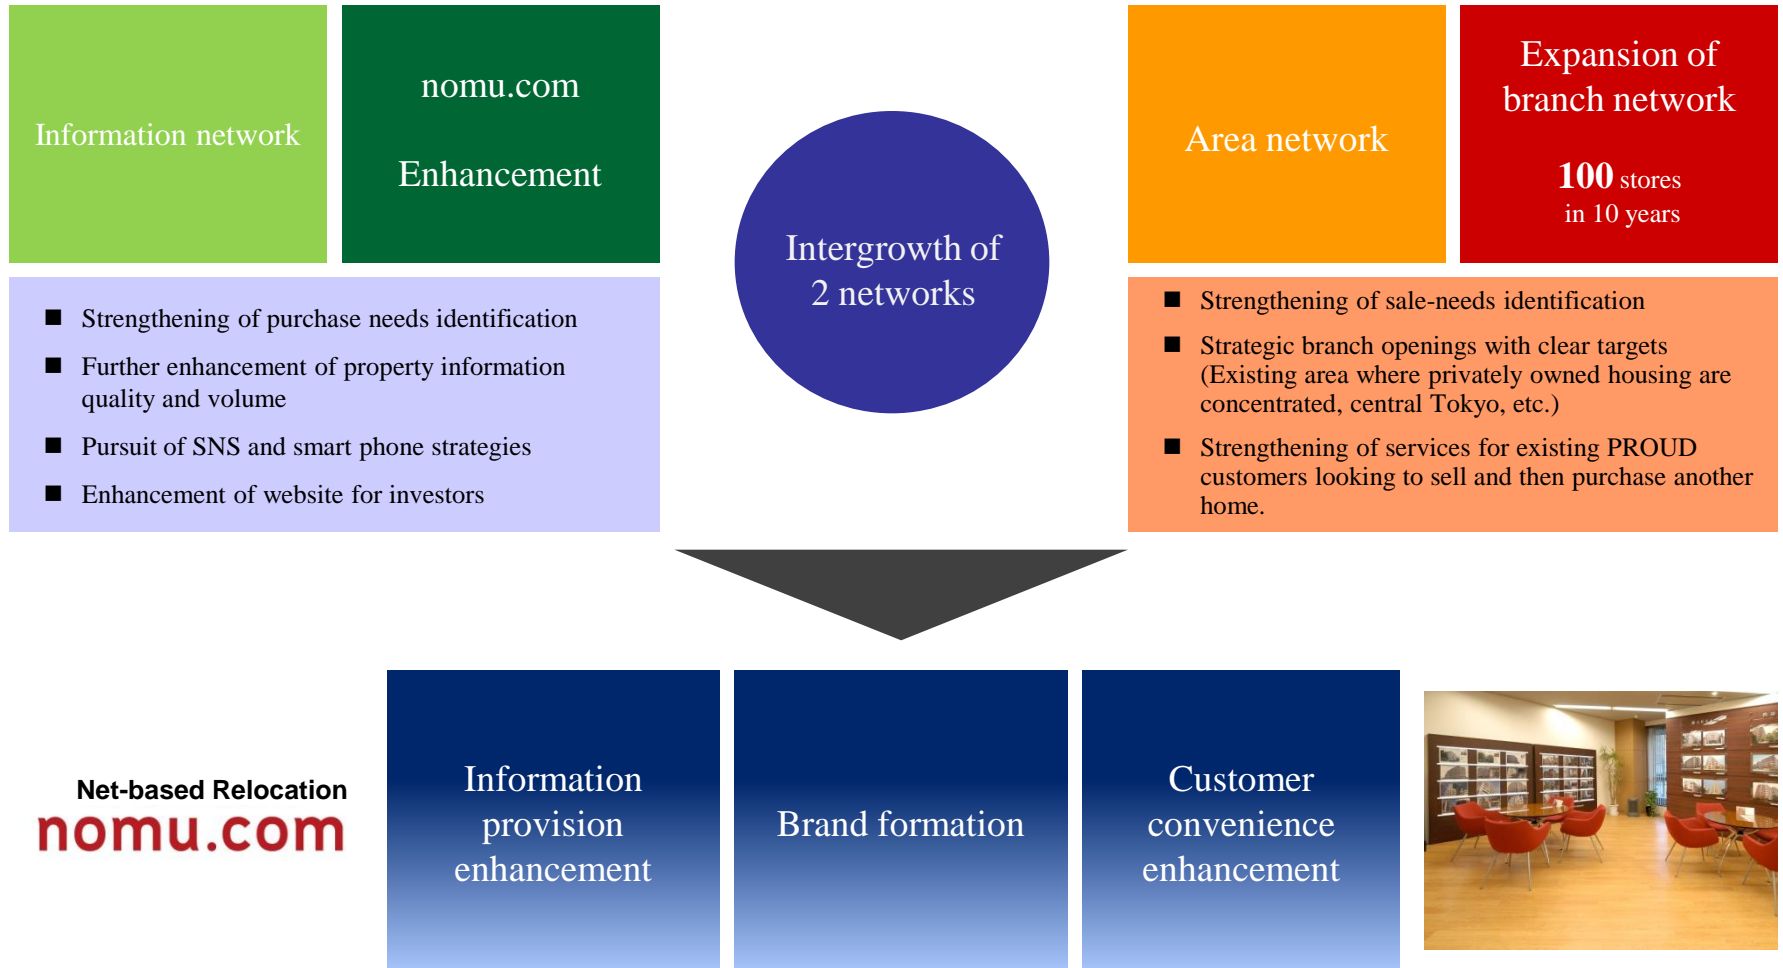 Information network
nomu.com
Enhancement
Intergrowth of
2 networks
Area network
Expansion of
branch network
100 stores
in 10 years
■ Strengthening of purchase needs identification
■ Further enhancement of property information
quality and volume
■ Pursuit of SNS and smart phone strategies
■ Enhancement of website for investors
■ Strengthening of sale-needs identification
■ Strategic branch openings with clear targets
(Existing area where privately owned housing are
concentrated, central Tokyo, etc.)
■ Strengthening of services for existing PROUD
customers looking to sell and then purchase another
home.
Net-based Relocation
nomu.com
Information
provision
enhancement
Brand formation
Customer
convenience
enhancement